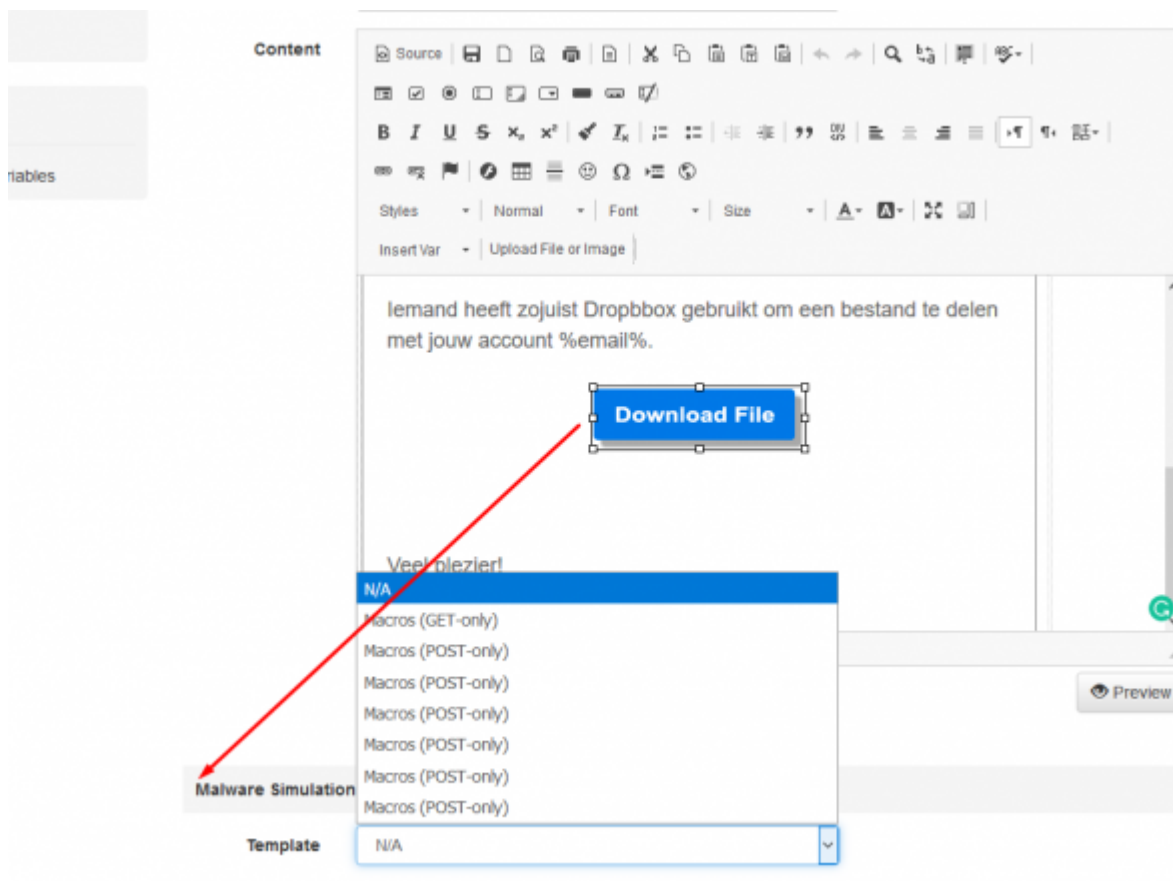 Content
Source
riables
Styles Normal Font Size
Insert Var Upload File or Image
Iemand heeft zojuist Dropbbox gebruikt om een bestand te delen
met jouw account %email%.
Download File
Veel plezier!
N/A
Macros (GET-only)
Macros (POST-only)
Macros (POST-only)
Macros (POST-only)
Macros (POST-only)
Macros (POST-only)
Macros (POST-only)
Preview
Malware Simulation
Template N/A